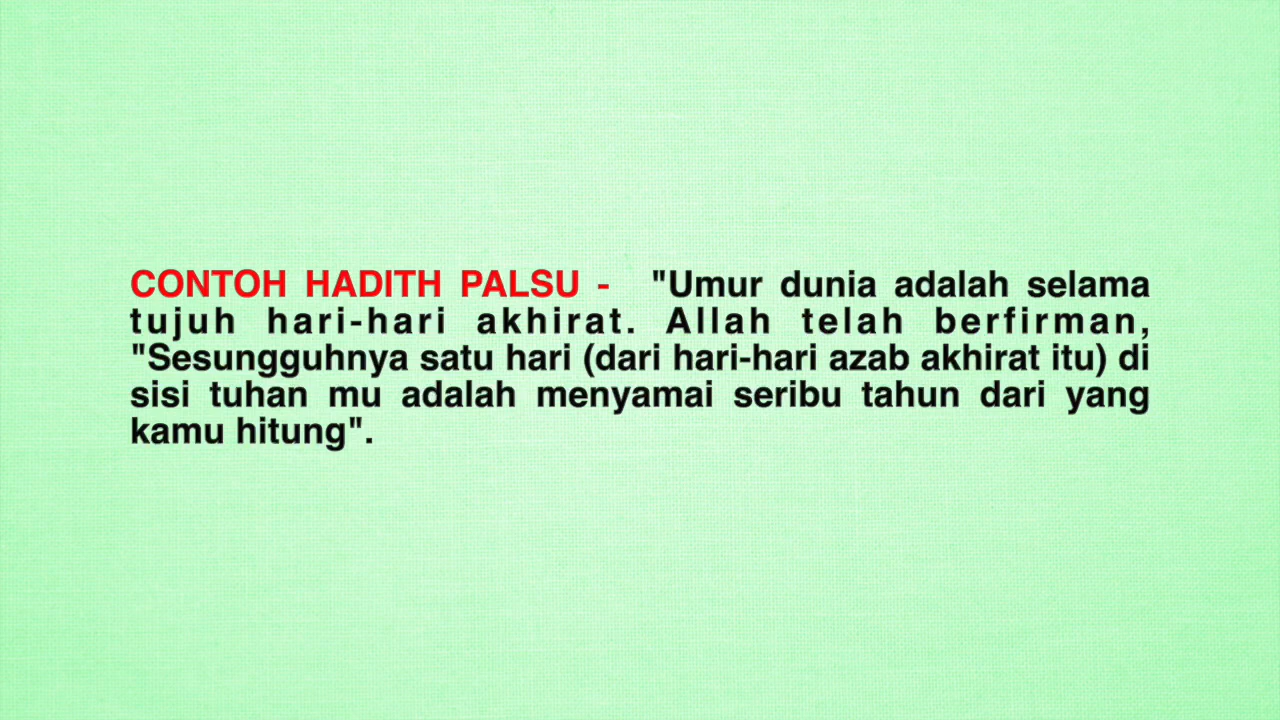 CONTOH HADITH PALSU - "Umur dunia adalah selama
tujuh hari-hari akhirat. Allah telah berfirman,
"Sesungguhnya satu hari (dari hari-hari azab akhirat itu) di
sisi tuhan mu adalah menyamai seribu tahun dari yang
kamu hitung".